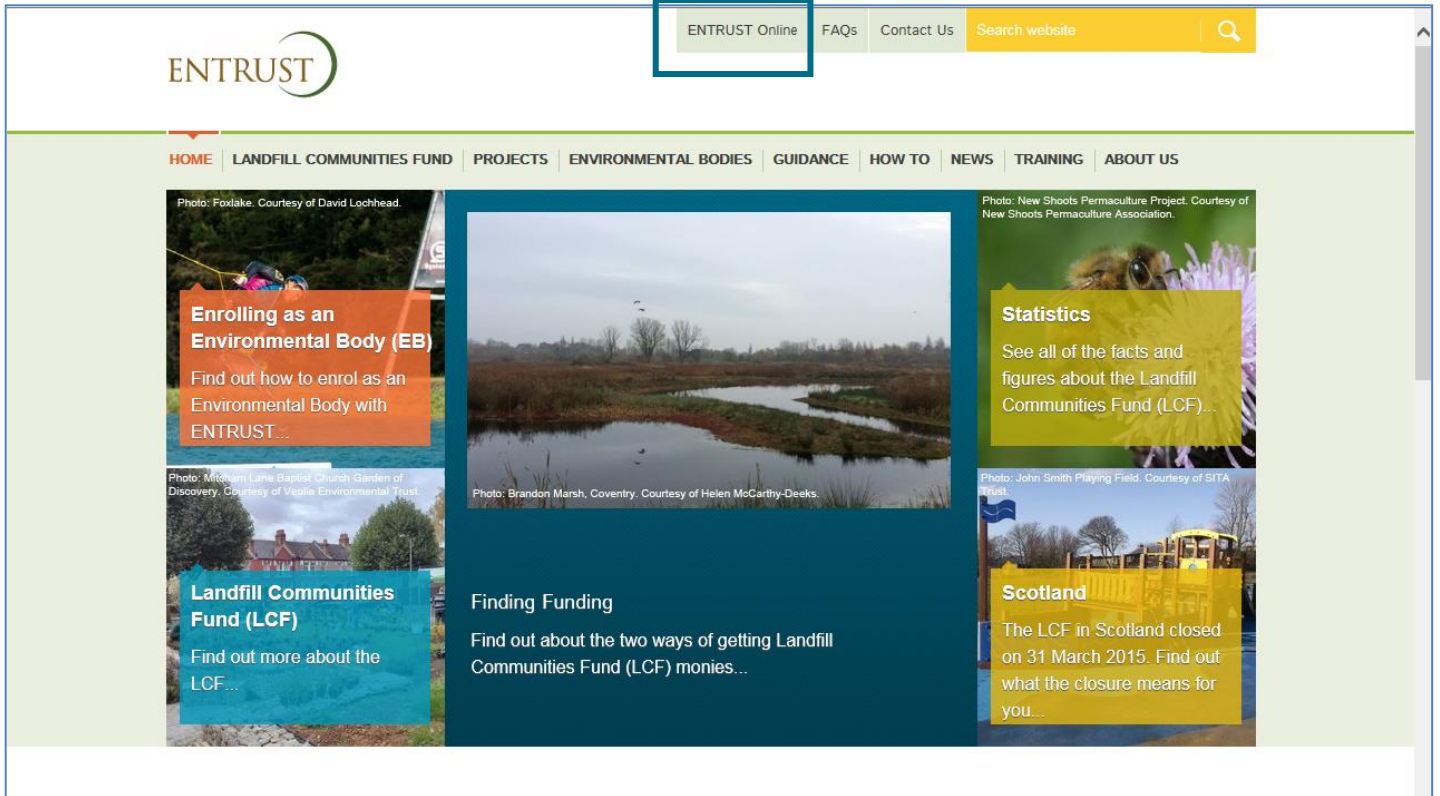 ENTRUST Online FAQs Contact Us Search website
ENTRUST
HOME LANDFILL COMMUNITIES FUND PROJECTS ENVIRONMENTAL BODIES GUIDANCE HOW TO NEWS TRAINING ABOUT US
Photo: Foxlake. Courtesy of David Lochhead.
Enrolling as an
Environmental Body (EB)
Find out how to enrol as an
Environmental Body with
ENTRUST...
Photo: Mitcham Lane Baptist Church Garden of
Discovery. Courtesy of Veolia Environmental Trust.
Landfill Communities
Fund (LCF)
Find out more about the
LCF...
Photo: Brandon Marsh, Coventry. Courtesy of Helen McCarthy-Deeks.
Finding Funding
Find out about the two ways of getting Landfill
Communities Fund (LCF) monies...
Photo: New Shoots Permaculture Project. Courtesy of
New Shoots Permaculture Association.
Statistics
See all of the facts and
figures about the Landfill
Communities Fund (LCF)...
Photo: John Smith Playing Field. Courtesy of SITA
Trust.
Scotland
The LCF in Scotland closed
on 31 March 2015. Find out
what the closure means for
you...